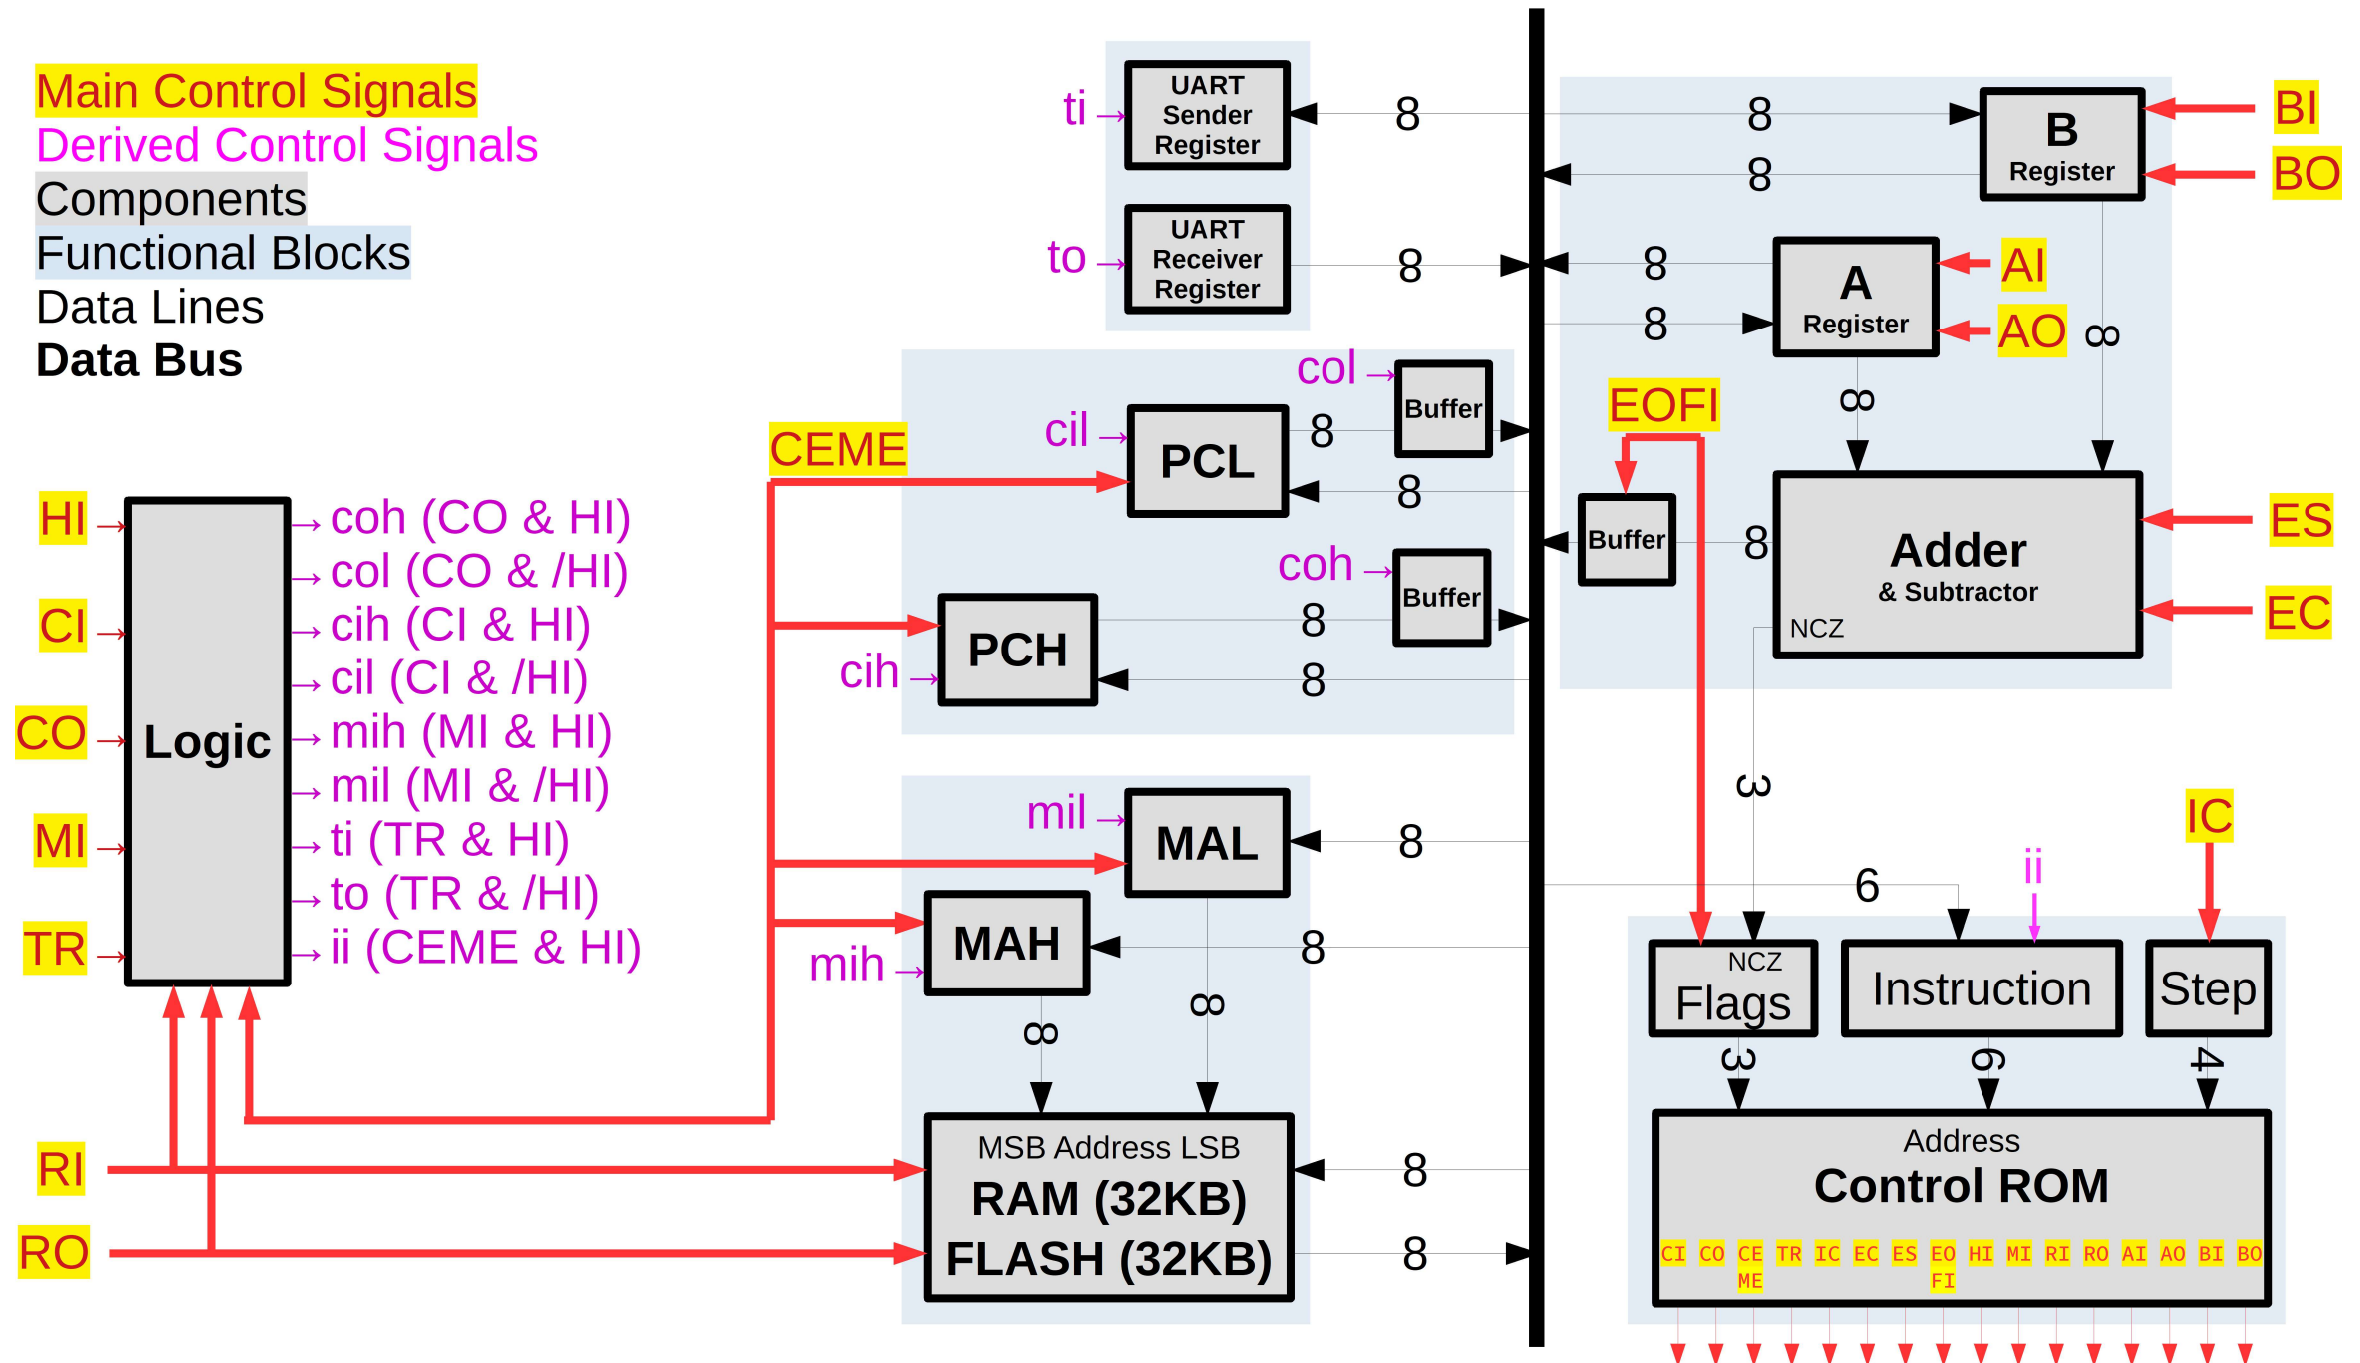 Main Control Signals
Derived Control Signals
Components
Functional Blocks
Data Lines
Data Bus
HI
CI
CO
MI
TR
RI
RO
Logic
→ coh (CO & HI)
→ col (CO & /HI)
→ cih (CI & HI)
→ cil (CI & /HI)
→ mih (MI & HI)
→ mil (MI & /HI)
→ ti (TR & HI)
→ to (TR & /HI)
→ ii (CEME & HI)
ti →
UART
Sender
Register
8
to →
UART
Receiver
Register
8
CEME
cil →
PCL
col →
Buffer
8
8
cih →
PCH
coh →
Buffer
8
8
mil →
MAL
8
mih →
MAH
8
8
8
MSB Address LSB
RAM (32KB)
FLASH (32KB)
8
8
8
8
B
Register
BI
BO
8
8
A
Register
AI
AO
8
8
EOFI
Buffer
8
Adder
& Subtractor
NCZ
ES
EC
3
6
ii
IC
NCZ
Flags
Instruction
Step
3
6
4
Address
Control ROM
CI CO CE TR IC EC ES EO HI MI RI RO AI AO BI BO
ME FI